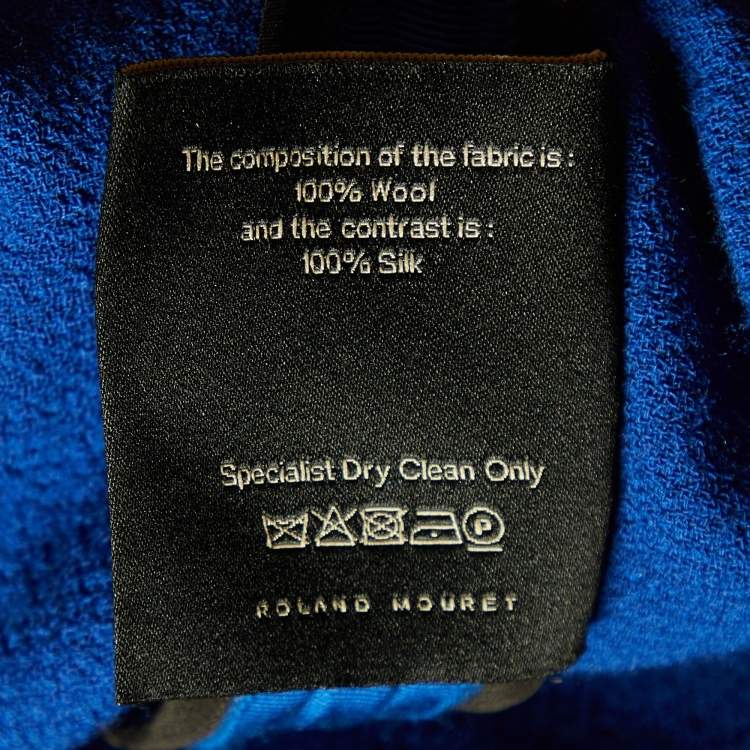 The composition of the fabric is :
100% Wool
and the contrast is :
100% Silk
Specialist Dry Clean Only
P
ROLAND MOURET